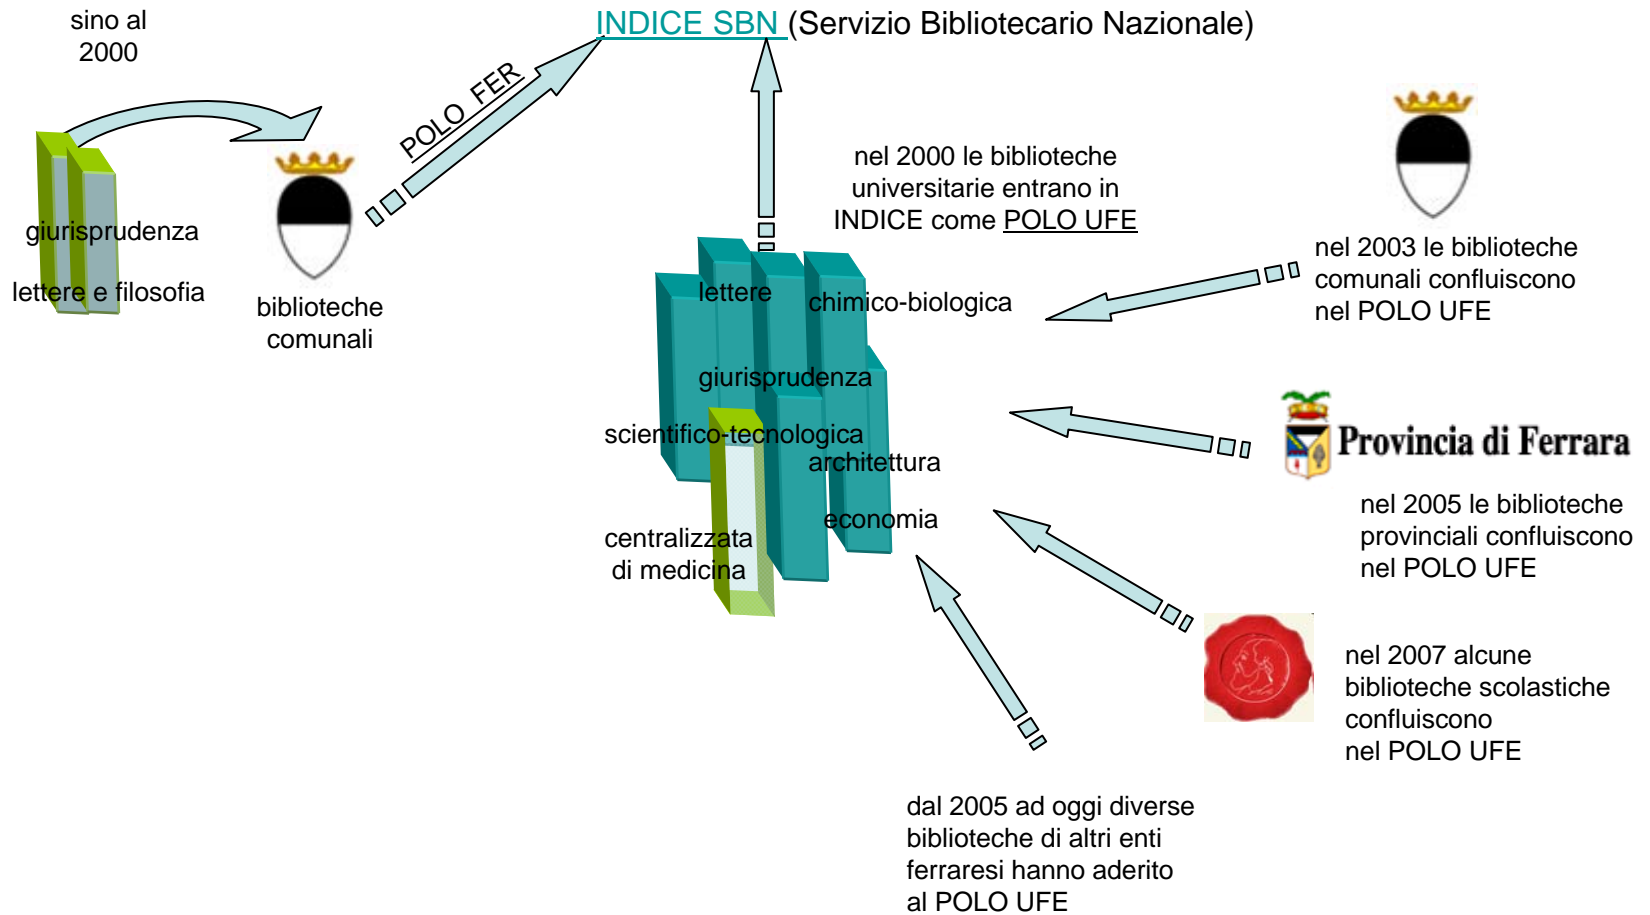 sino al
2000
INDICE SBN (Servizio Bibliotecario Nazionale)
POLO FER
giurisprudenza
lettere e filosofia
biblioteche
comunali
nel 2000 le biblioteche
universitarie entrano in
INDICE come POLO UFE
lettere
chimico-biologica
giurisprudenza
scientifico-tecnologica
architettura
economia
centralizzata
di medicina
nel 2003 le biblioteche
comunali confluiscono
nel POLO UFE
Provincia di Ferrara
nel 2005 le biblioteche
provinciali confluiscono
nel POLO UFE
nel 2007 alcune
biblioteche scolastiche
confluiscono
nel POLO UFE
dal 2005 ad oggi diverse
biblioteche di altri enti
ferraresi hanno aderito
al POLO UFE